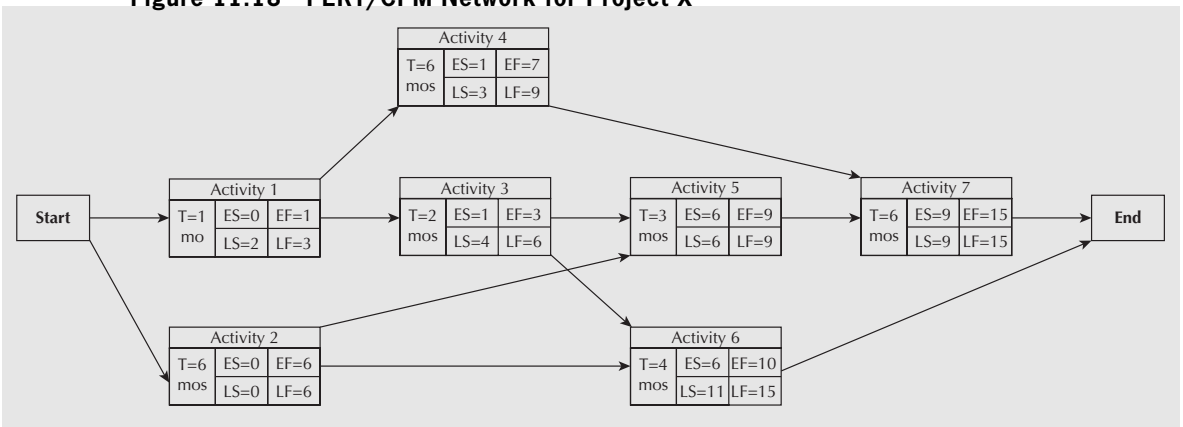 Figure 11.18 PERT/CPM Network for Project X
Activity 4
T=6 mos
ES=1 EF=7
LS=3 LF=9
Start
Activity 1
T=1 mo
ES=0 EF=1
LS=2 LF=3
Activity 3
T=2 mos
ES=1 EF=3
LS=4 LF=6
Activity 5
T=3 mos
ES=6 EF=9
LS=6 LF=9
Activity 7
T=6 mos
ES=9 EF=15
LS=9 LF=15
End
Activity 2
T=6 mos
ES=0 EF=6
LS=0 LF=6
Activity 6
T=4 mos
ES=6 EF=10
LS=11 LF=15